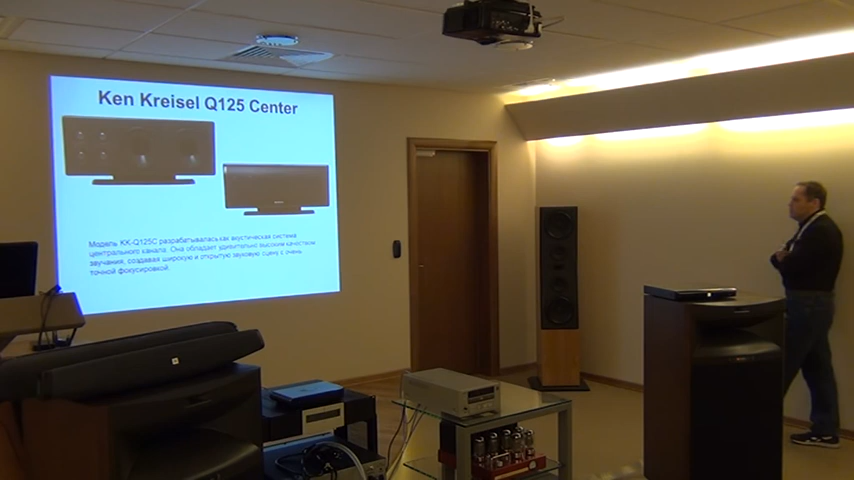 Ken Kreisel Q125 Center
Модель KK-Q125C разрабатывалась как акустическая система
центрального канала. Она обладает удивительно высоким качеством
звучания, создавая широкую и открытую звуковую сцену с очень
точной фокусировкой.